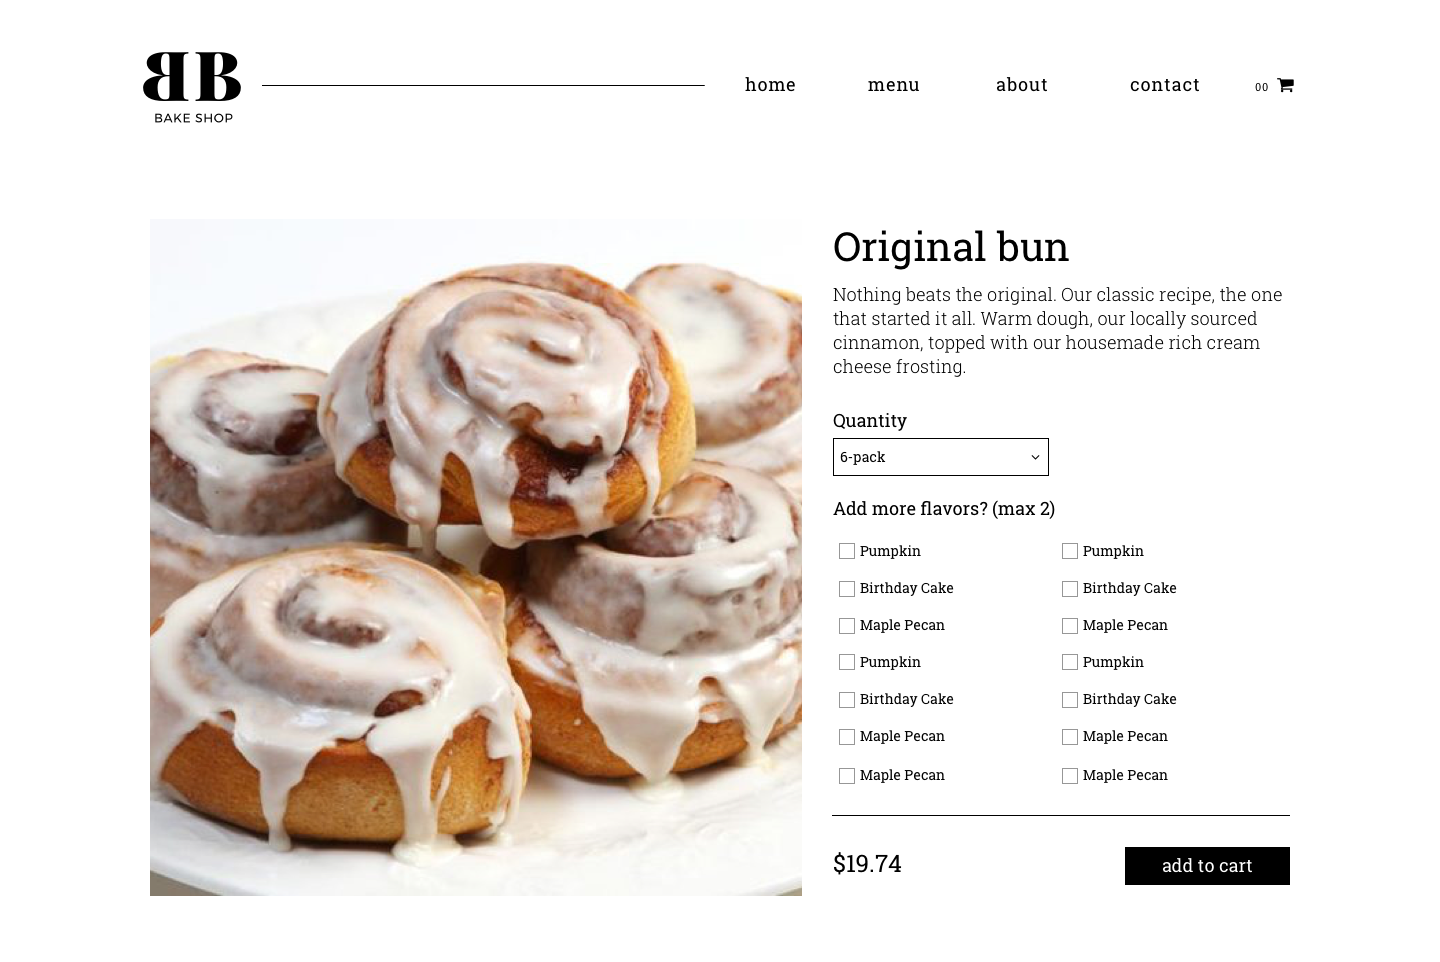 BB
BAKE SHOP
home menu about contact 00
Original bun
Nothing beats the original. Our classic recipe, the one
that started it all. Warm dough, our locally sourced
cinnamon, topped with our housemade rich cream
cheese frosting.
Quantity
6-pack
Add more flavors? (max 2)
Pumpkin Pumpkin
Birthday Cake Birthday Cake
Maple Pecan Maple Pecan
Pumpkin Pumpkin
Birthday Cake Birthday Cake
Maple Pecan Maple Pecan
Maple Pecan Maple Pecan
$19.74 add to cart